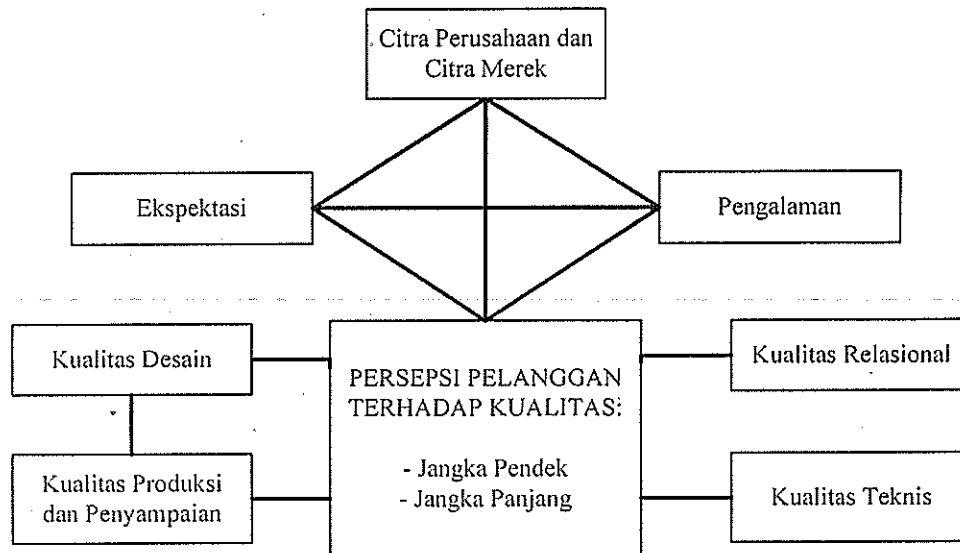 Citra Perusahaan dan
Citra Merek
Ekspektasi
Pengalaman
Kualitas Desain
PERSEPSI PELANGGAN
TERHADAP KUALITAS:
- Jangka Pendek
- Jangka Panjang
Kualitas Relasional
Kualitas Produksi
dan Penyampaian
Kualitas Teknis